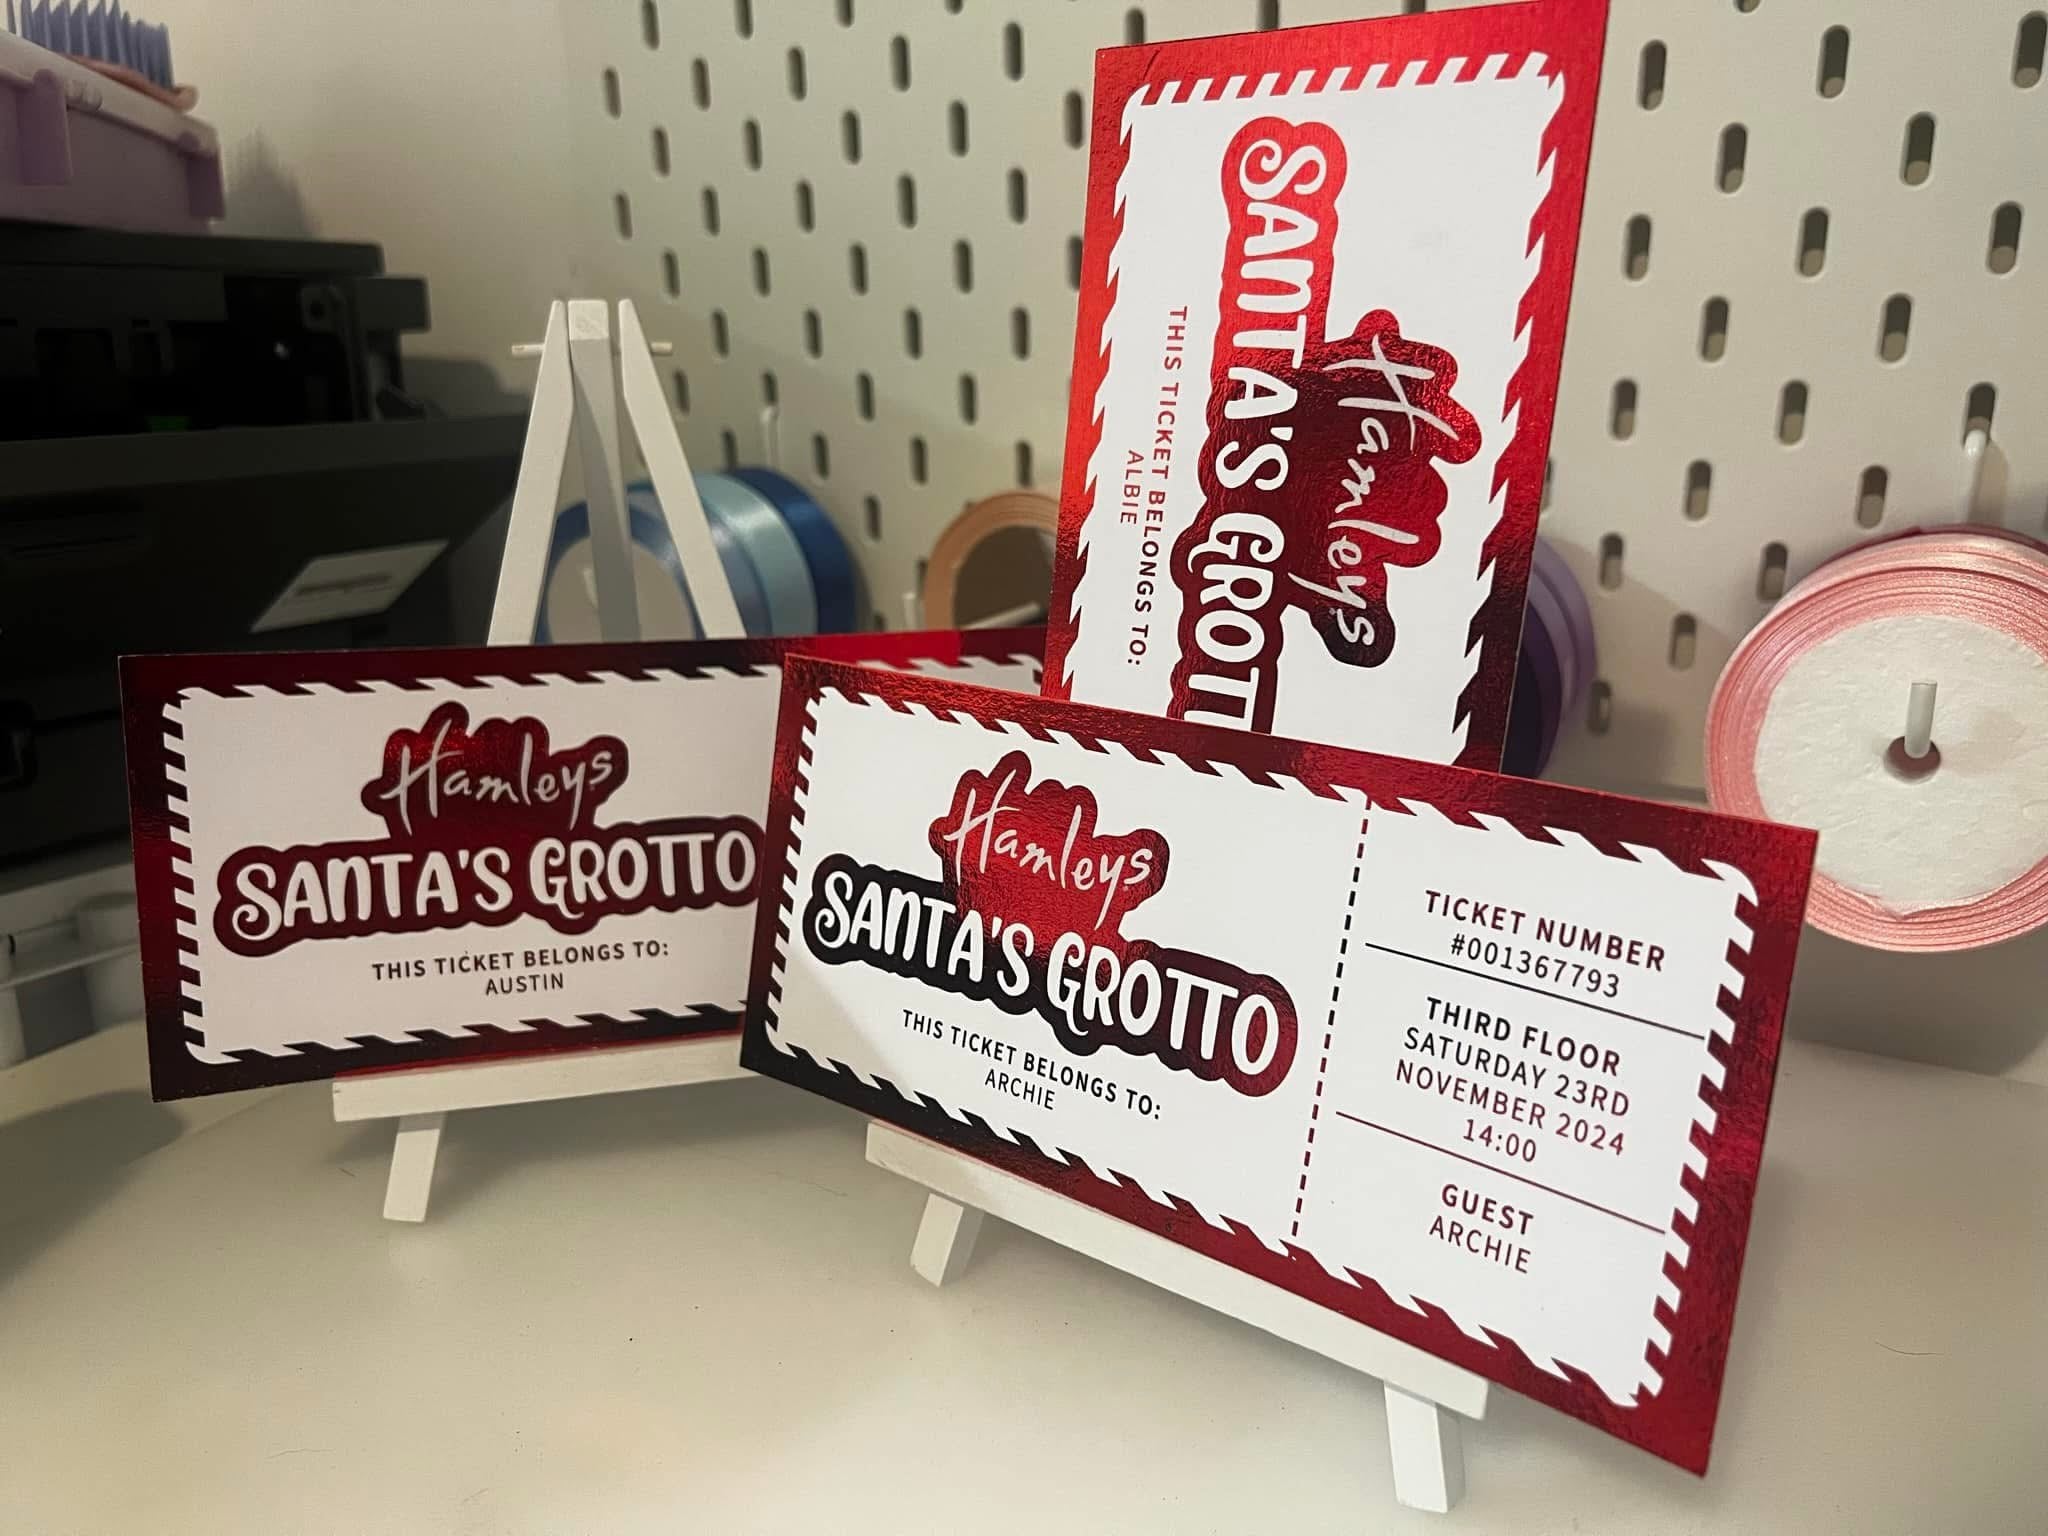 Hamleys
SANTA'S GROTTO
THIS TICKET BELONGS TO:
AUSTIN
Hamleys
SANTA'S GROTT
THIS TICKET BELONGS TO:
ALBIE
Hamleys
SANTA'S GROTTO
THIS TICKET BELONGS TO:
ARCHIE
TICKET NUMBER
#001367793
THIRD FLOOR
SATURDAY 23RD
NOVEMBER 2024
14:00
GUEST
ARCHIE